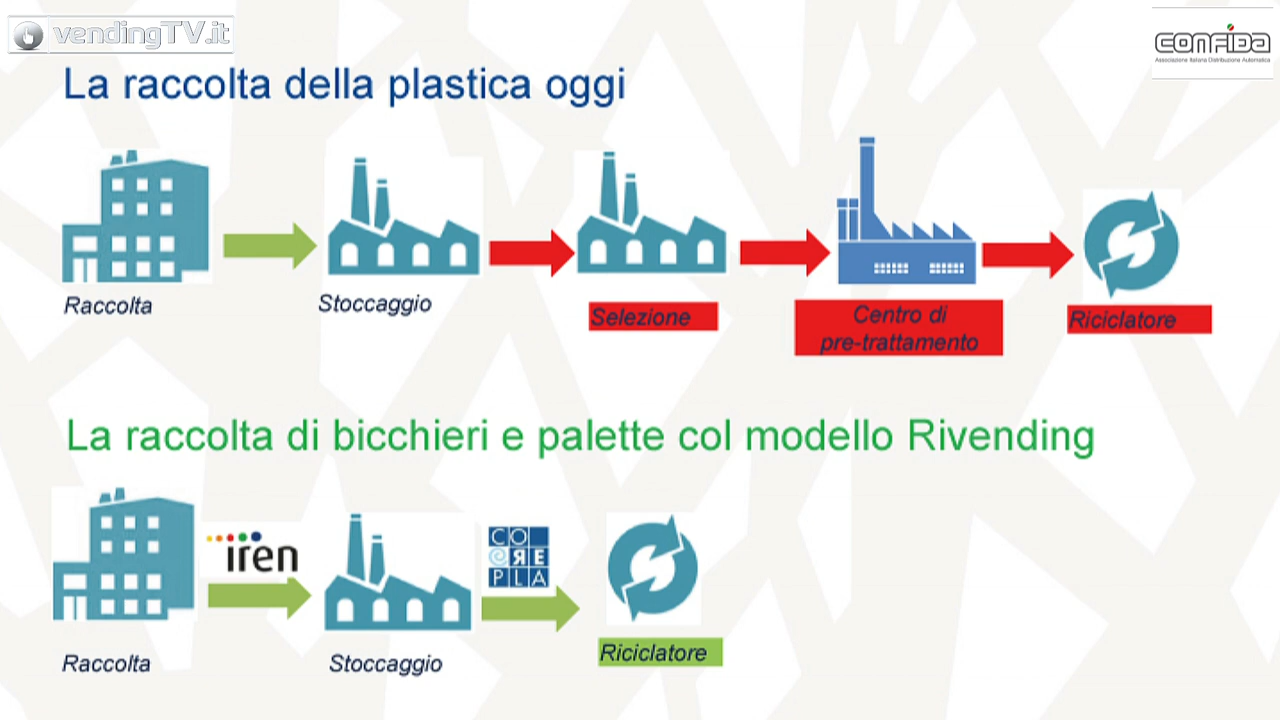 vendingTV.it
CONFIDA
Associazione Italiana Distribuzione Automatica
La raccolta della plastica oggi
Raccolta
Stoccaggio
Selezione
Centro di
pre-trattamento
Riciclatore
La raccolta di bicchieri e palette col modello Rivending
iren
CO
RE
PLA
Raccolta
Stoccaggio
Riciclatore